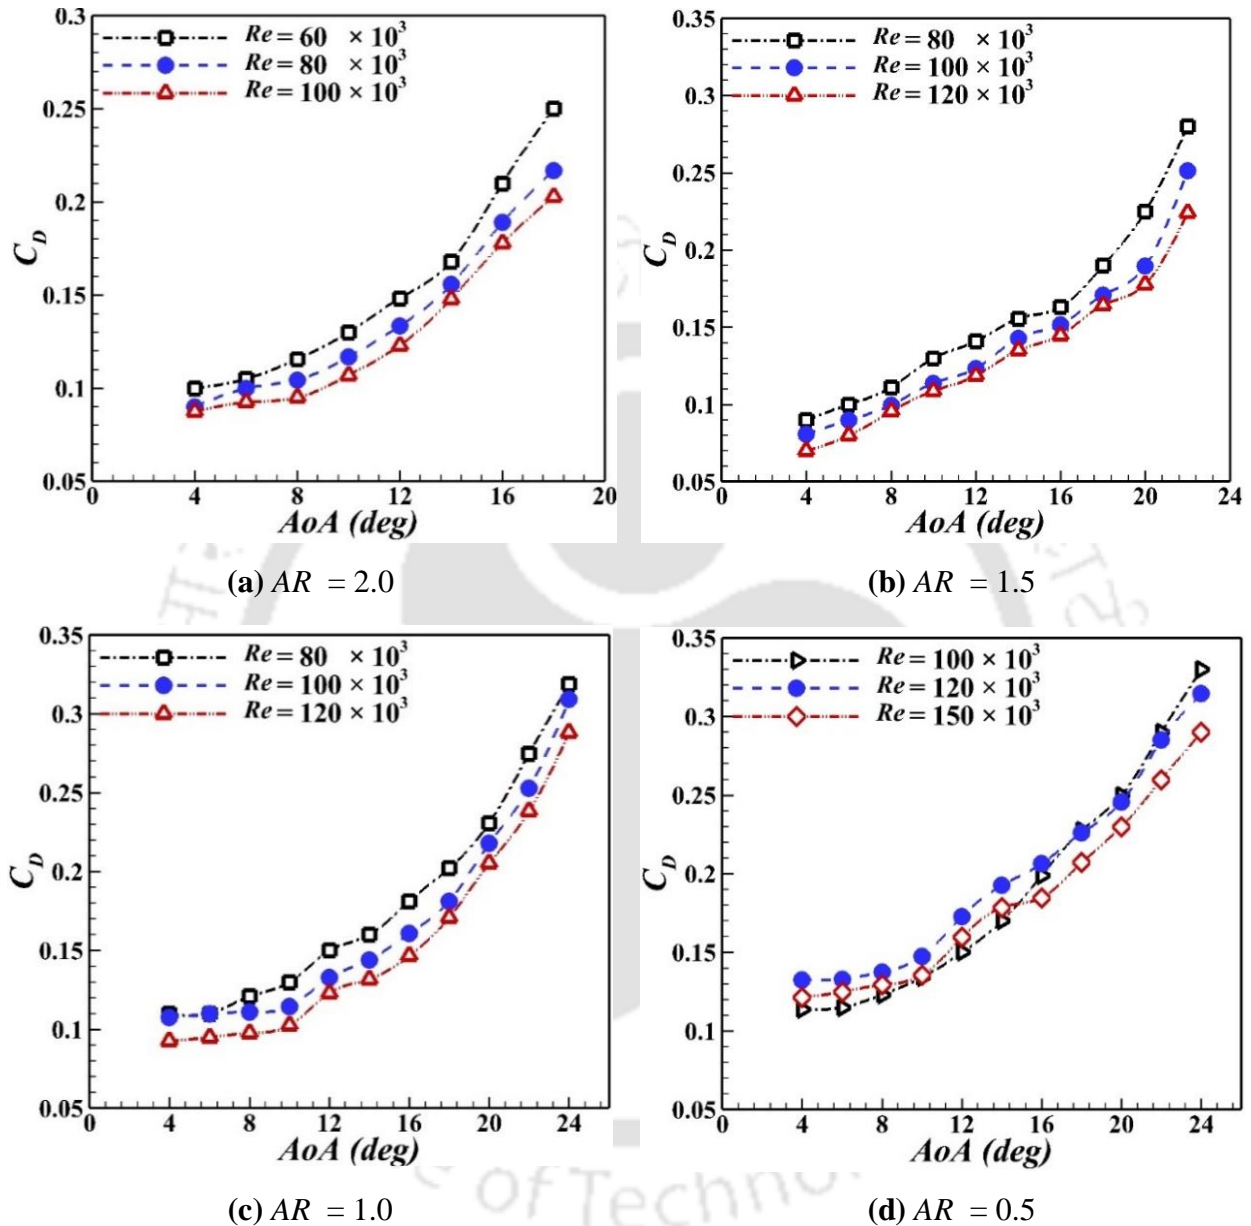 0.3
Re = 60 × 10³
Re = 80 × 10³
Re = 100 × 10³
0.25
0.2
C_D
0.15
0.1
0.05
0 4 8 12 16 20
AoA (deg)
(a) AR = 2.0
0.35
Re = 80 × 10³
Re = 100 × 10³
Re = 120 × 10³
0.3
0.25
0.2
C_D
0.15
0.1
0.05
0 4 8 12 16 20 24
AoA (deg)
(b) AR = 1.5
0.35
Re = 80 × 10³
Re = 100 × 10³
Re = 120 × 10³
0.3
0.25
0.2
C_D
0.15
0.1
0.05
0 4 8 12 16 20 24
AoA (deg)
(c) AR = 1.0
0.35
Re = 100 × 10³
Re = 120 × 10³
Re = 150 × 10³
0.3
0.25
0.2
C_D
0.15
0.1
0.05
0 4 8 12 16 20 24
AoA (deg)
(d) AR = 0.5
of Techno